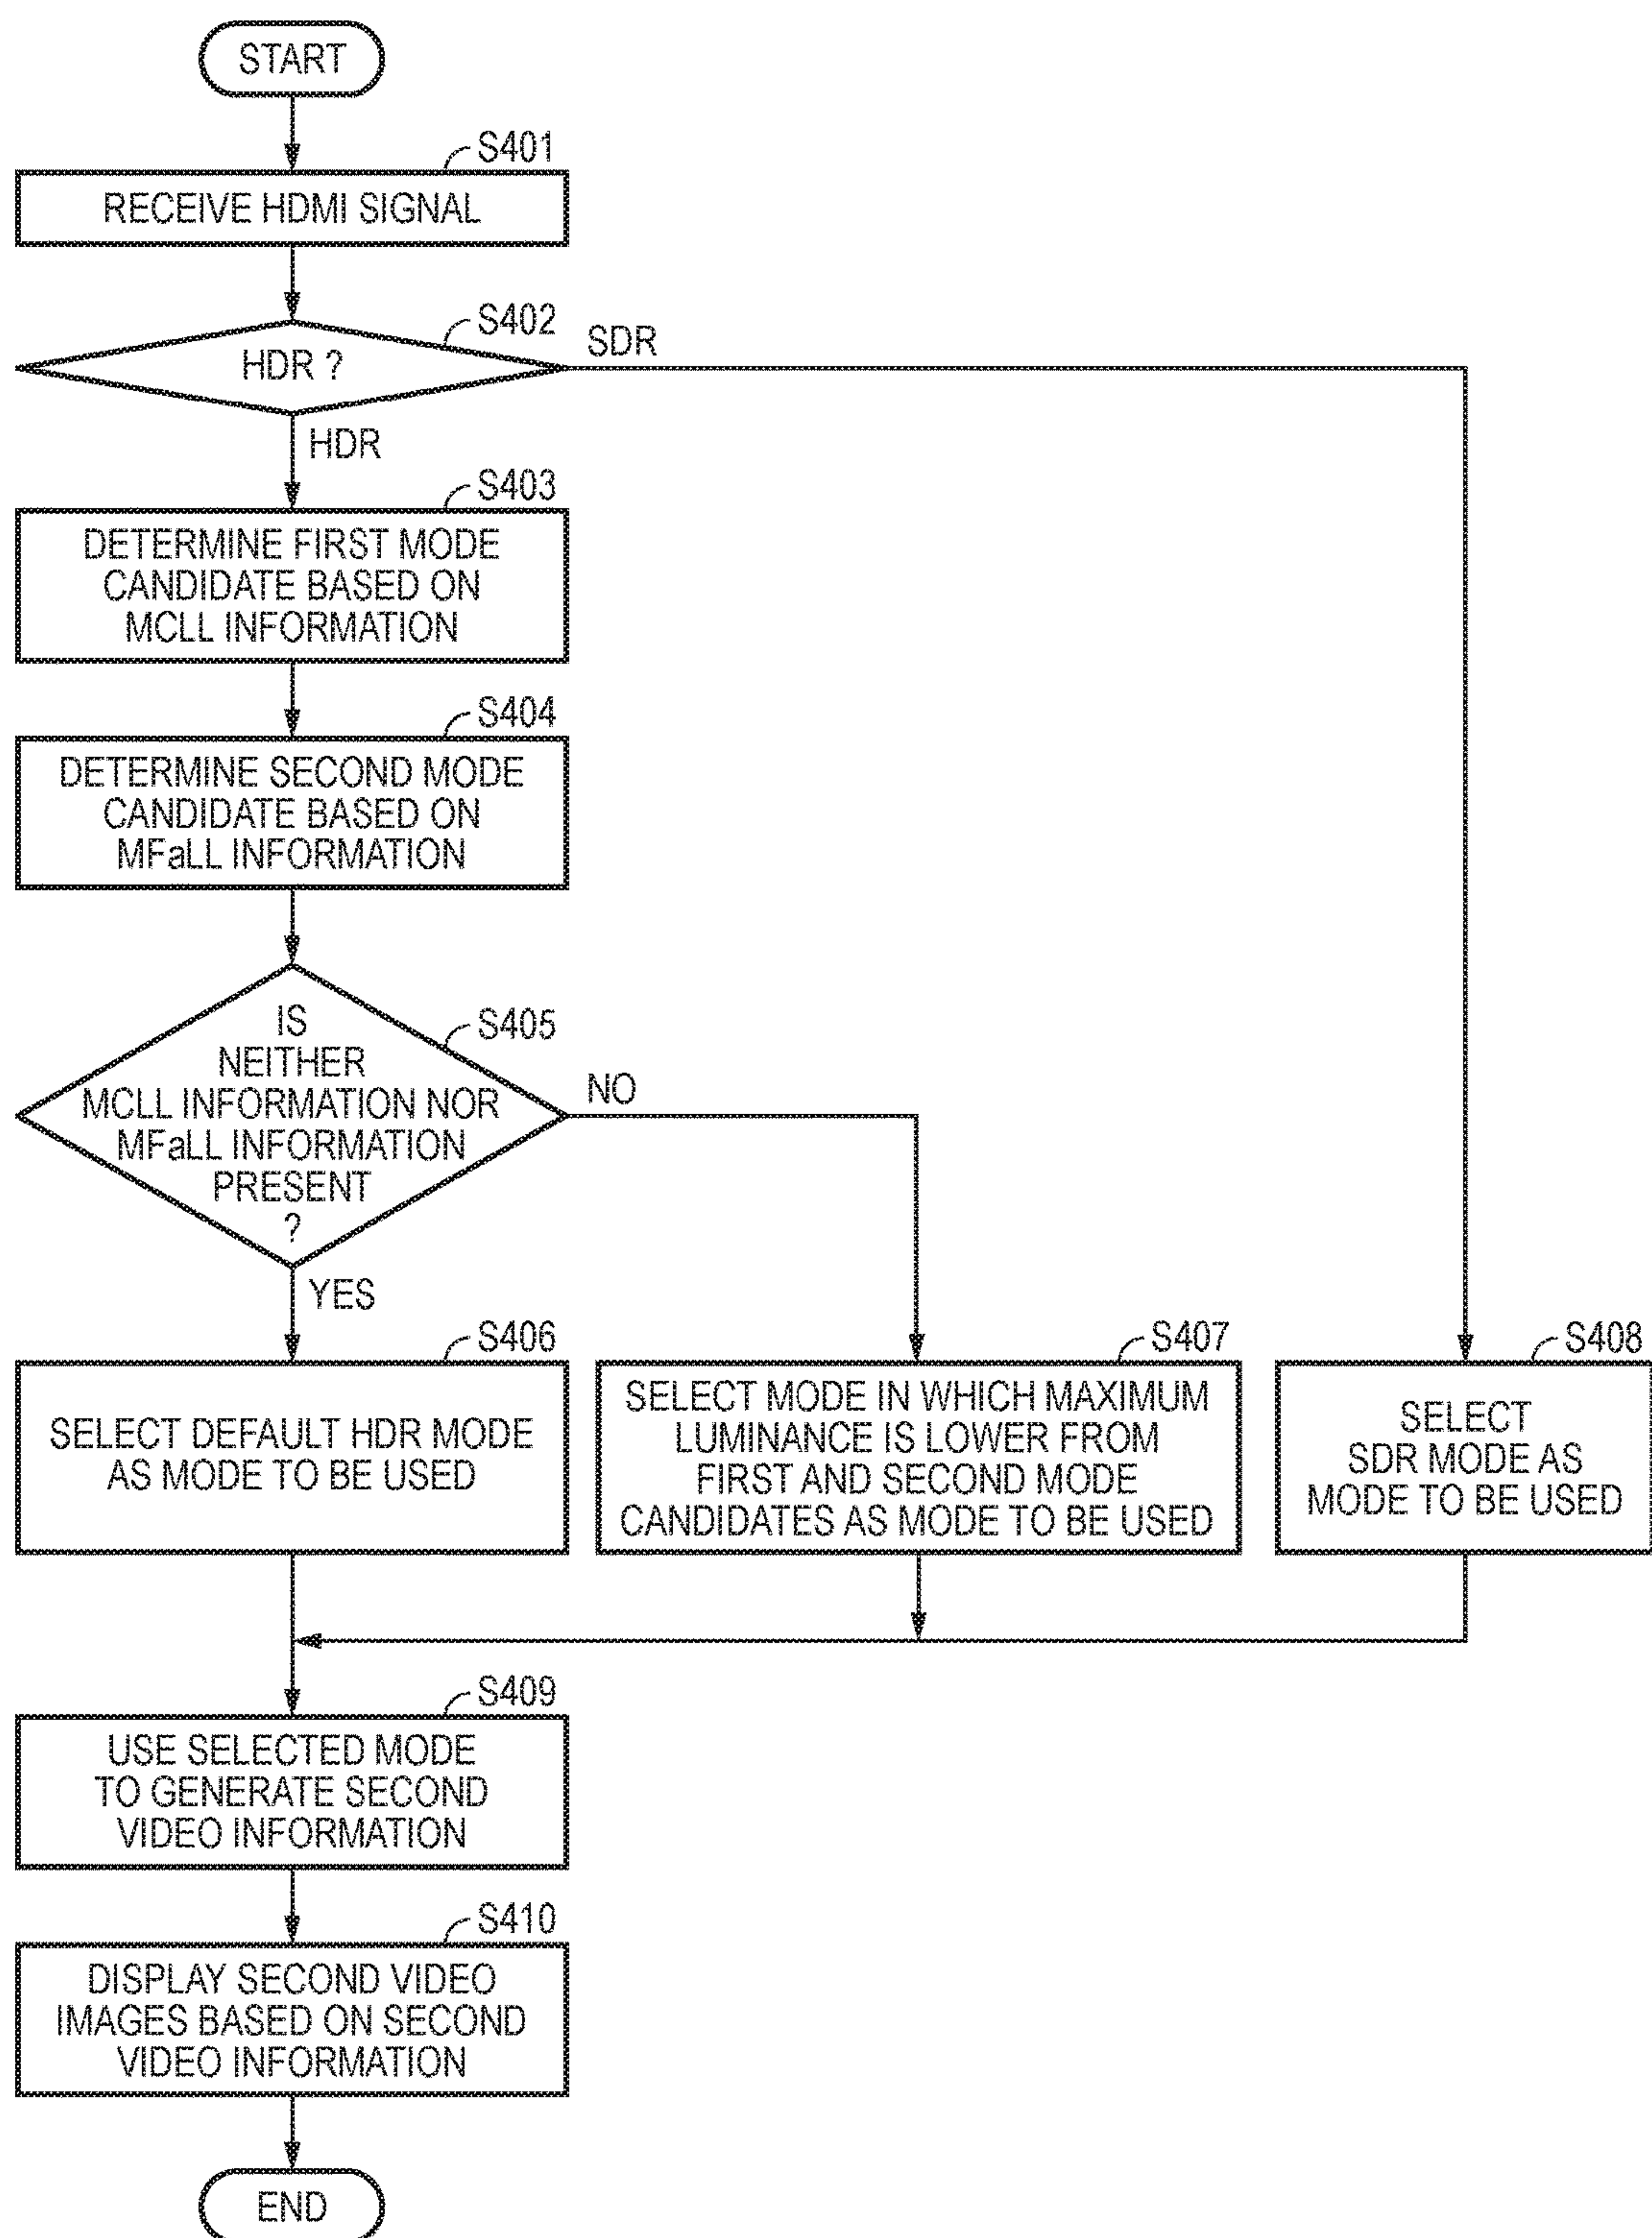 START
S401
RECEIVE HDMI SIGNAL
S402
HDR ?
SDR
HDR
S403
DETERMINE FIRST MODE
CANDIDATE BASED ON
MCLL INFORMATION
S404
DETERMINE SECOND MODE
CANDIDATE BASED ON
MFaLL INFORMATION
S405
IS
NEITHER
MCLL INFORMATION NOR
MFaLL INFORMATION
PRESENT
?
NO
YES
S406
SELECT DEFAULT HDR MODE
AS MODE TO BE USED
S407
SELECT MODE IN WHICH MAXIMUM
LUMINANCE IS LOWER FROM
FIRST AND SECOND MODE
CANDIDATES AS MODE TO BE USED
S408
SELECT
SDR MODE AS
MODE TO BE USED
S409
USE SELECTED MODE
TO GENERATE SECOND
VIDEO INFORMATION
S410
DISPLAY SECOND VIDEO
IMAGES BASED ON SECOND
VIDEO INFORMATION
END